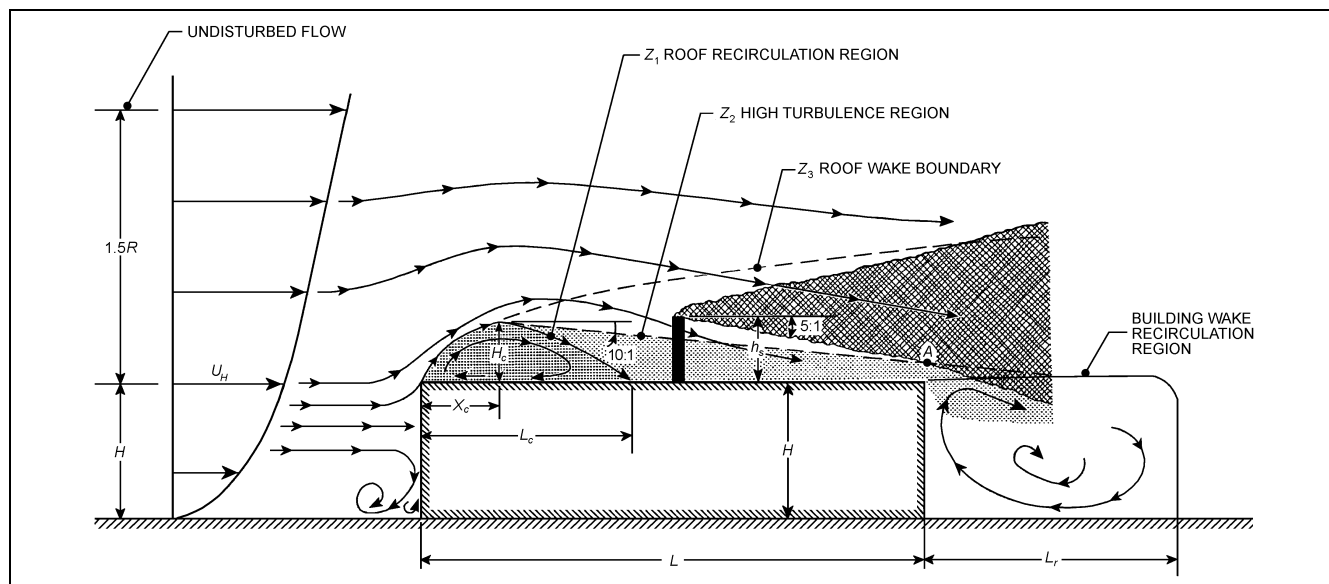 UNDISTURBED FLOW
Z1 ROOF RECIRCULATION REGION
Z2 HIGH TURBULENCE REGION
Z3 ROOF WAKE BOUNDARY
1.5R
5:1
BUILDING WAKE
RECIRCULATION
REGION
Hc
10:1
hs
A
UH
Xc
Lc
H
H
L
Lr